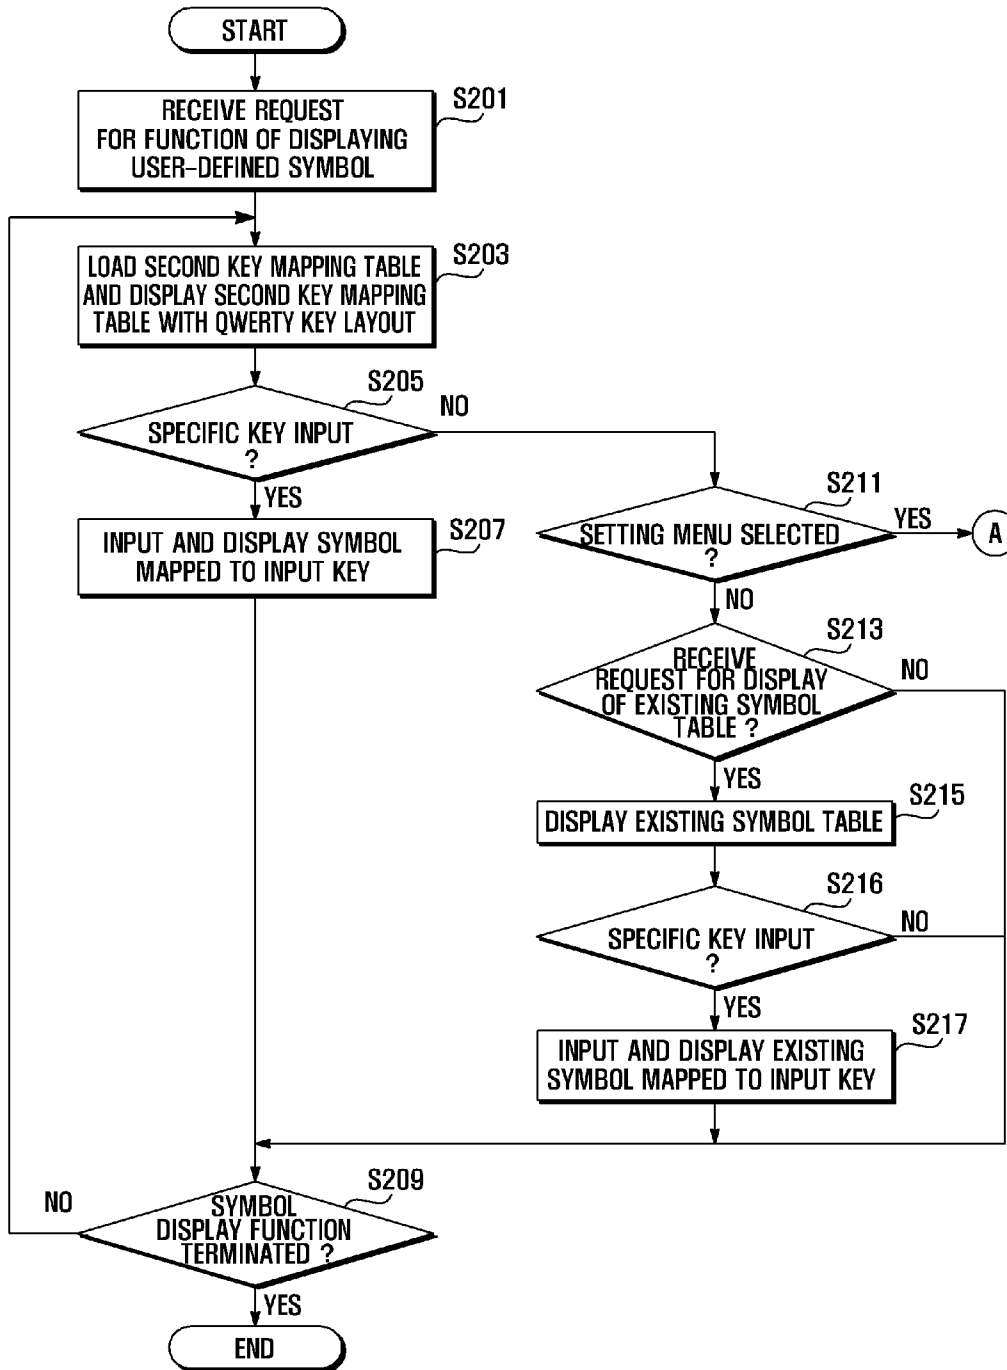 START
S201
RECEIVE REQUEST
FOR FUNCTION OF DISPLAYING
USER-DEFINED SYMBOL
S203
LOAD SECOND KEY MAPPING TABLE
AND DISPLAY SECOND KEY MAPPING
TABLE WITH QWERTY KEY LAYOUT
S205
NO
SPECIFIC KEY INPUT
?
YES
S207
INPUT AND DISPLAY SYMBOL
MAPPED TO INPUT KEY
S211
YES
SETTING MENU SELECTED
?
A
NO
S213
RECEIVE
REQUEST FOR DISPLAY
OF EXISTING SYMBOL
TABLE ?
NO
YES
S215
DISPLAY EXISTING SYMBOL TABLE
S216
NO
SPECIFIC KEY INPUT
?
YES
S217
INPUT AND DISPLAY EXISTING
SYMBOL MAPPED TO INPUT KEY
S209
NO
SYMBOL
DISPLAY FUNCTION
TERMINATED ?
YES
END